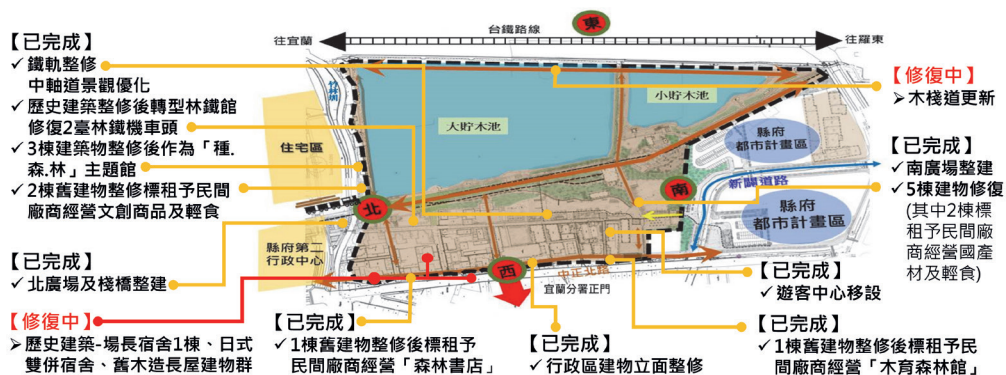 【已完成】
✓ 鐵軌整修
中軸道景觀優化
✓ 歷史建築整修後轉型林鐵館
修復2臺林鐵機車頭
✓ 3棟建築物整修後作為「種.
森.林」主題館
✓ 2棟舊建物整修標租予民間
廠商經營文創商品及輕食
【已完成】
✓ 北廣場及棧橋整建
【修復中】
➢ 歷史建築-場長宿舍1棟、日式
雙併宿舍、舊木造長屋建物群
往宜蘭
台鐵路線
東
往羅東
住宅區
大貯木池
小貯木池
縣府
都市計畫區
南
新闢道路
北
縣府
都市計畫區
縣府第二
行政中心
西
中正北路
宜蘭分署正門
【已完成】
✓ 1棟舊建物整修後標租予
民間廠商經營「森林書店」
【已完成】
✓ 行政區建物立面整修
【已完成】
✓ 遊客中心移設
【已完成】
✓ 1棟舊建物整修後標租予民
間廠商經營「木育森林館」
【修復中】
➢ 木棧道更新
【已完成】
✓ 南廣場整建
✓ 5棟建物修復
(其中2棟標
租予民間廠
商經營國產
材及輕食)